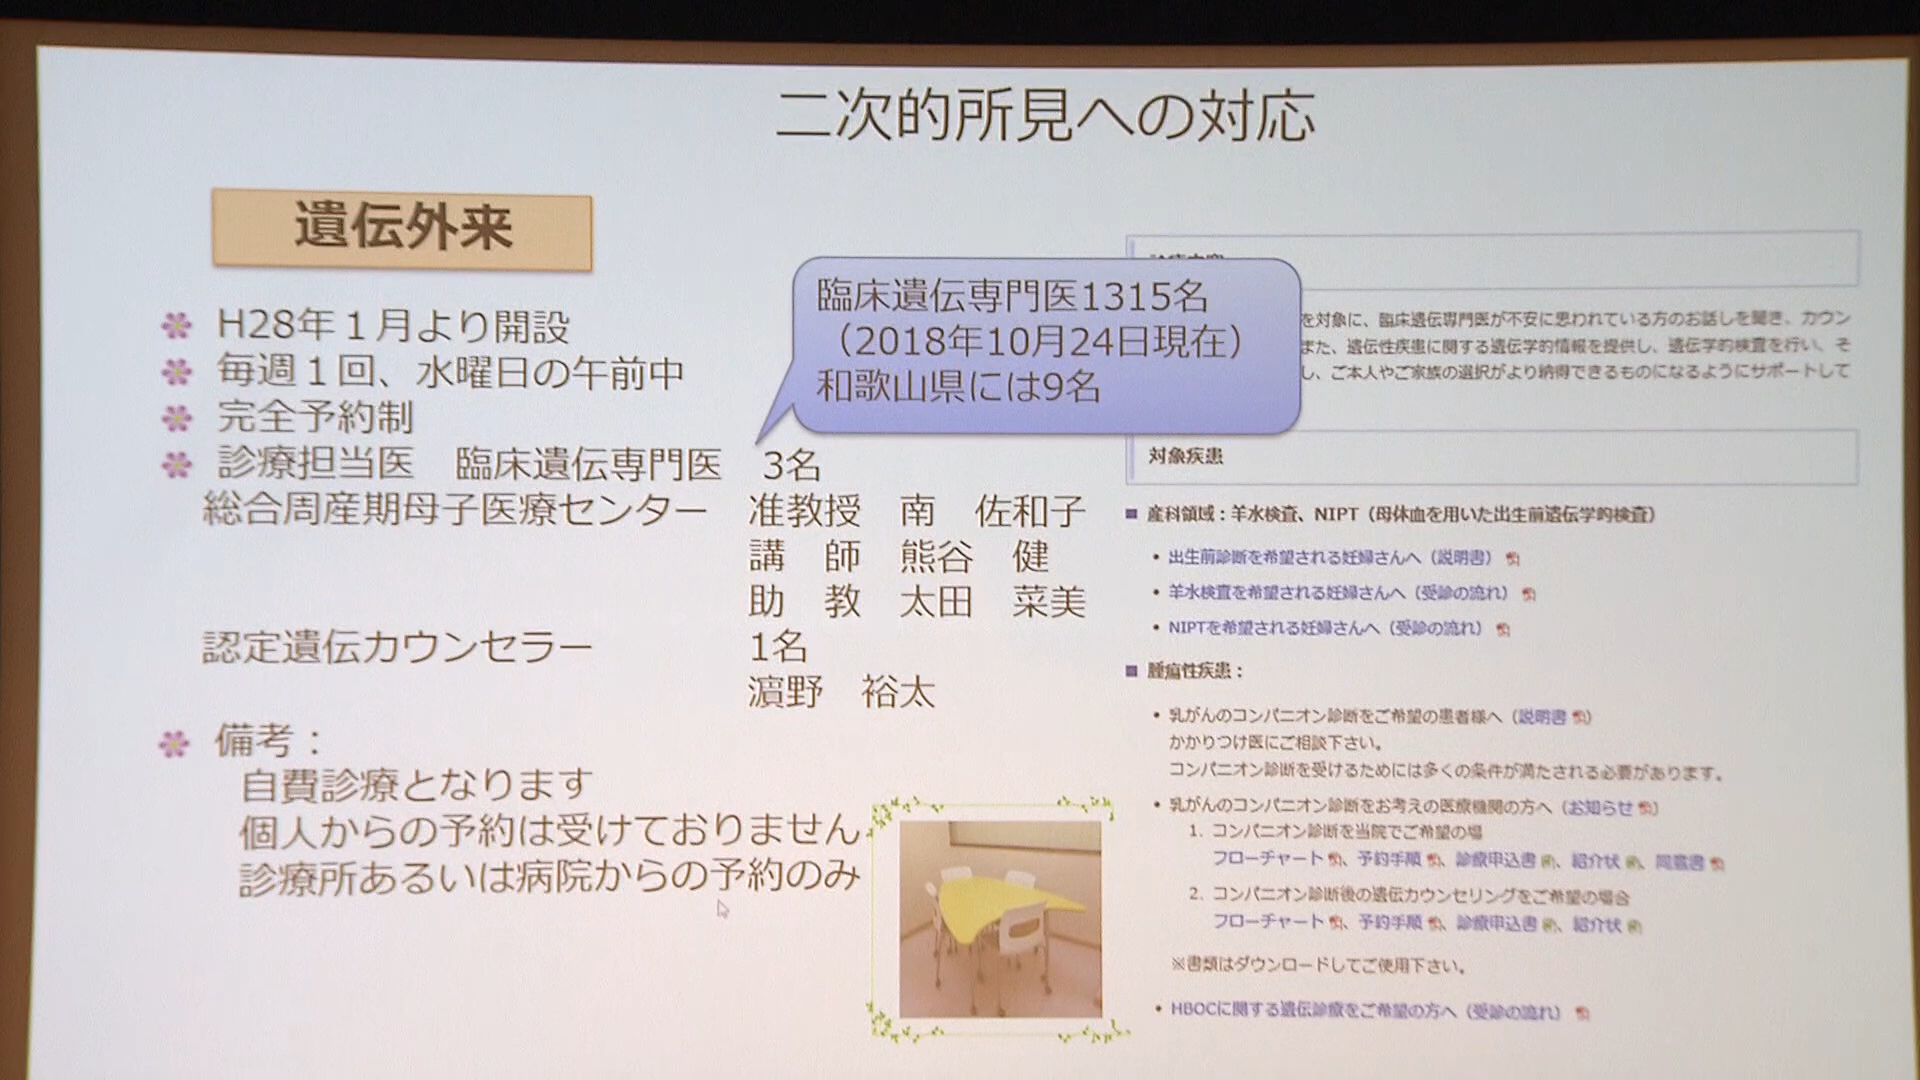 二次的所見への対応
遺伝外来
H28年１月より開設
毎週１回、水曜日の午前中
完全予約制
診療担当医　臨床遺伝専門医　3名
総合周産期母子医療センター　准教授　南　佐和子
講　師　熊谷　健
助　教　太田　菜美
認定遺伝カウンセラー　1名
濵野　裕太
備考：
自費診療となります
個人からの予約は受けておりません
診療所あるいは病院からの予約のみ
臨床遺伝専門医1315名
（2018年10月24日現在）
和歌山県には9名
を対象に、臨床遺伝専門医が不安に思われている方のお話しを聞き、カウン
また、遺伝性疾患に関する遺伝学的情報を提供し、遺伝学的検査を行い、そ
し、ご本人やご家族の選択がより納得できるものになるようにサポートして
対象疾患
■ 産科領域：羊水検査、NIPT（母体血を用いた出生前遺伝学的検査）
• 出生前診断を希望される妊婦さんへ（説明書）
• 羊水検査を希望される妊婦さんへ（受診の流れ）
• NIPTを希望される妊婦さんへ（受診の流れ）
■ 腫瘍性疾患：
• 乳がんのコンパニオン診断をご希望の患者様へ（説明書）
かかりつけ医にご相談下さい。
コンパニオン診断を受けるためには多くの条件が満たされる必要があります。
• 乳がんのコンパニオン診断をお考えの医療機関の方へ（お知らせ）
1. コンパニオン診断を当院でご希望の場
フローチャート、予約手順、診療申込書、紹介状、同意書
2. コンパニオン診断後の遺伝カウンセリングをご希望の場合
フローチャート、予約手順、診療申込書、紹介状
※書類はダウンロードしてご使用下さい。
• HBOCに関する遺伝診療をご希望の方へ（受診の流れ）